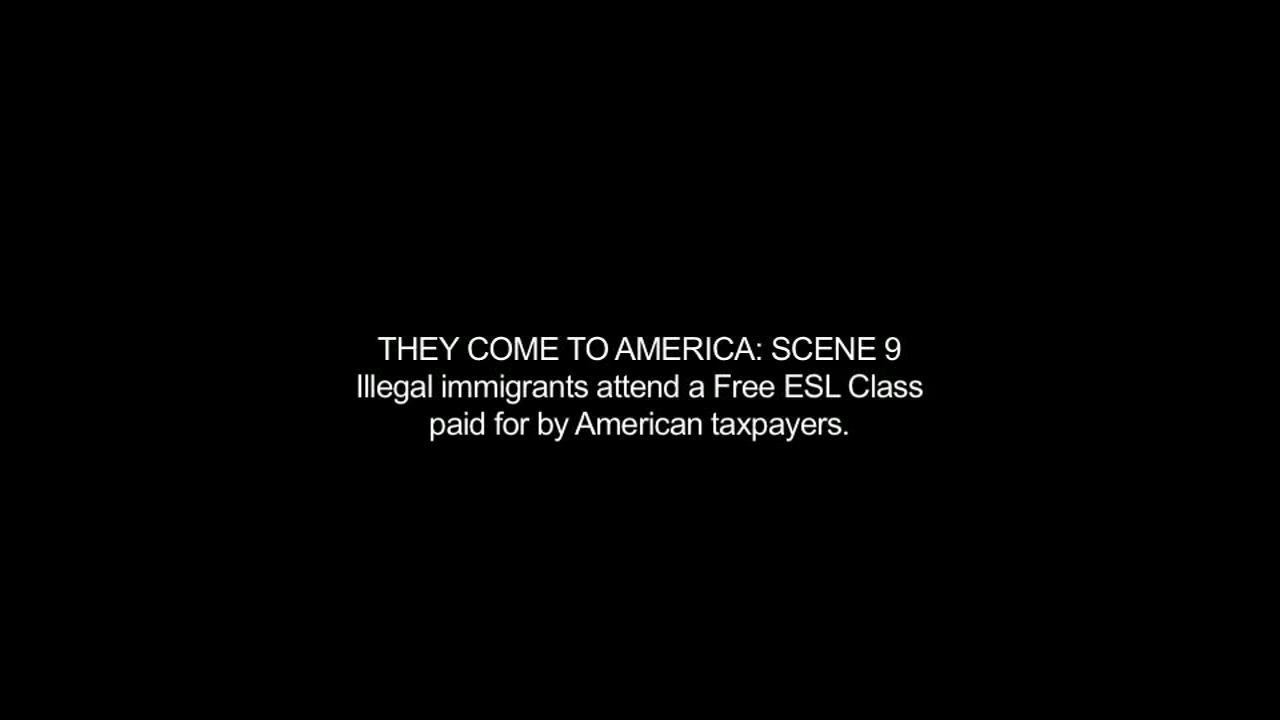 THEY COME TO AMERICA: SCENE 9
Illegal immigrants attend a Free ESL Class
paid for by American taxpayers.